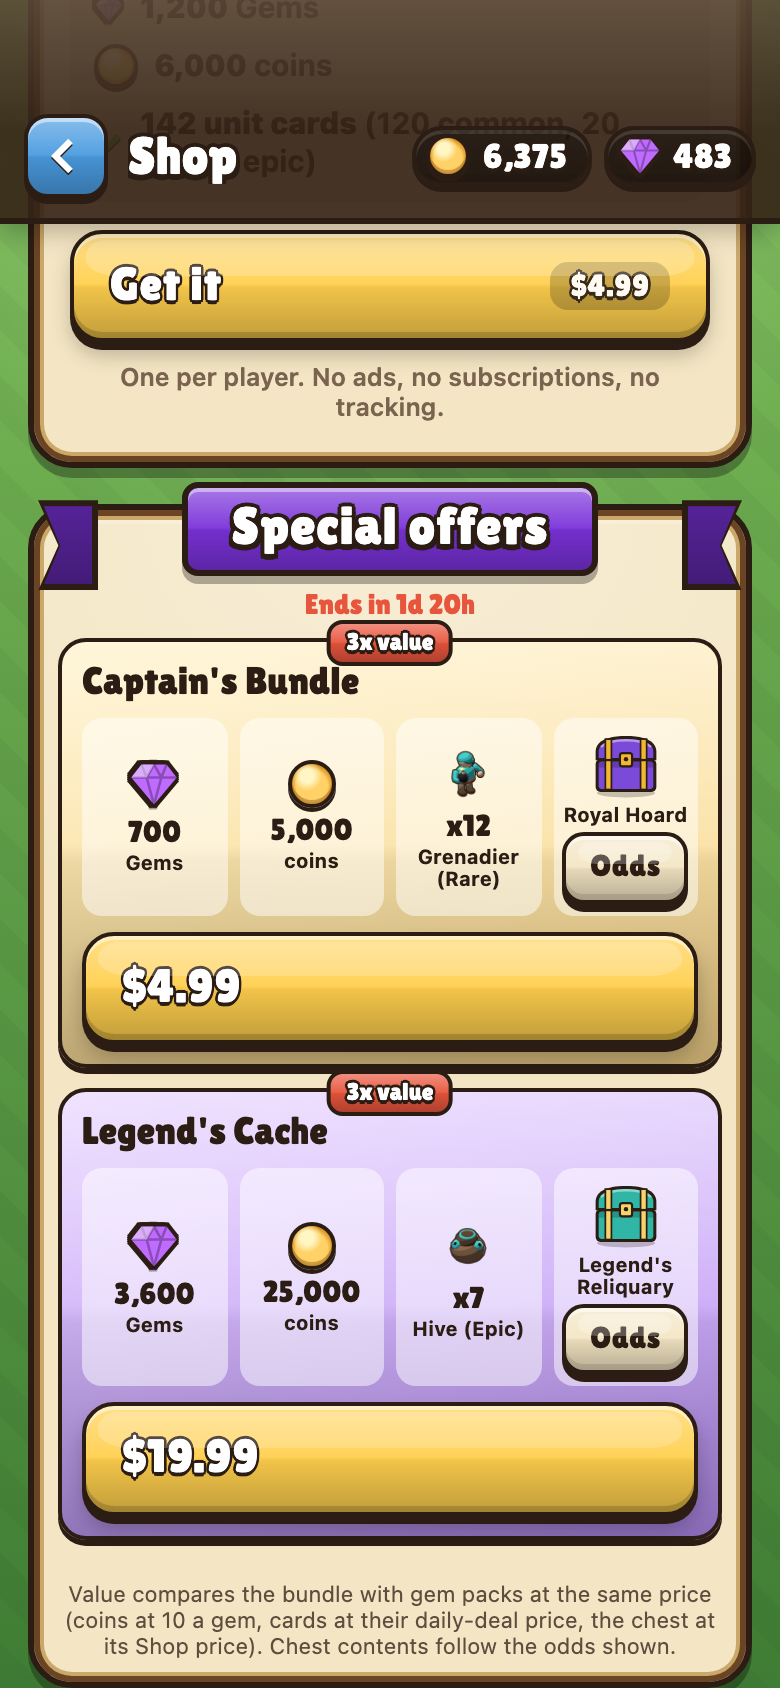 1,200 Gems
6,000 coins
142 unit cards (120 common, 20
epic)
Shop
6,375
483
Get it
$4.99
One per player. No ads, no subscriptions, no
tracking.
Special offers
Ends in 1d 20h
3x value
Captain's Bundle
700
Gems
5,000
coins
x12
Grenadier
(Rare)
Royal Hoard
Odds
$4.99
3x value
Legend's Cache
3,600
Gems
25,000
coins
x7
Hive (Epic)
Legend's
Reliquary
Odds
$19.99
Value compares the bundle with gem packs at the same price
(coins at 10 a gem, cards at their daily-deal price, the chest at
its Shop price). Chest contents follow the odds shown.